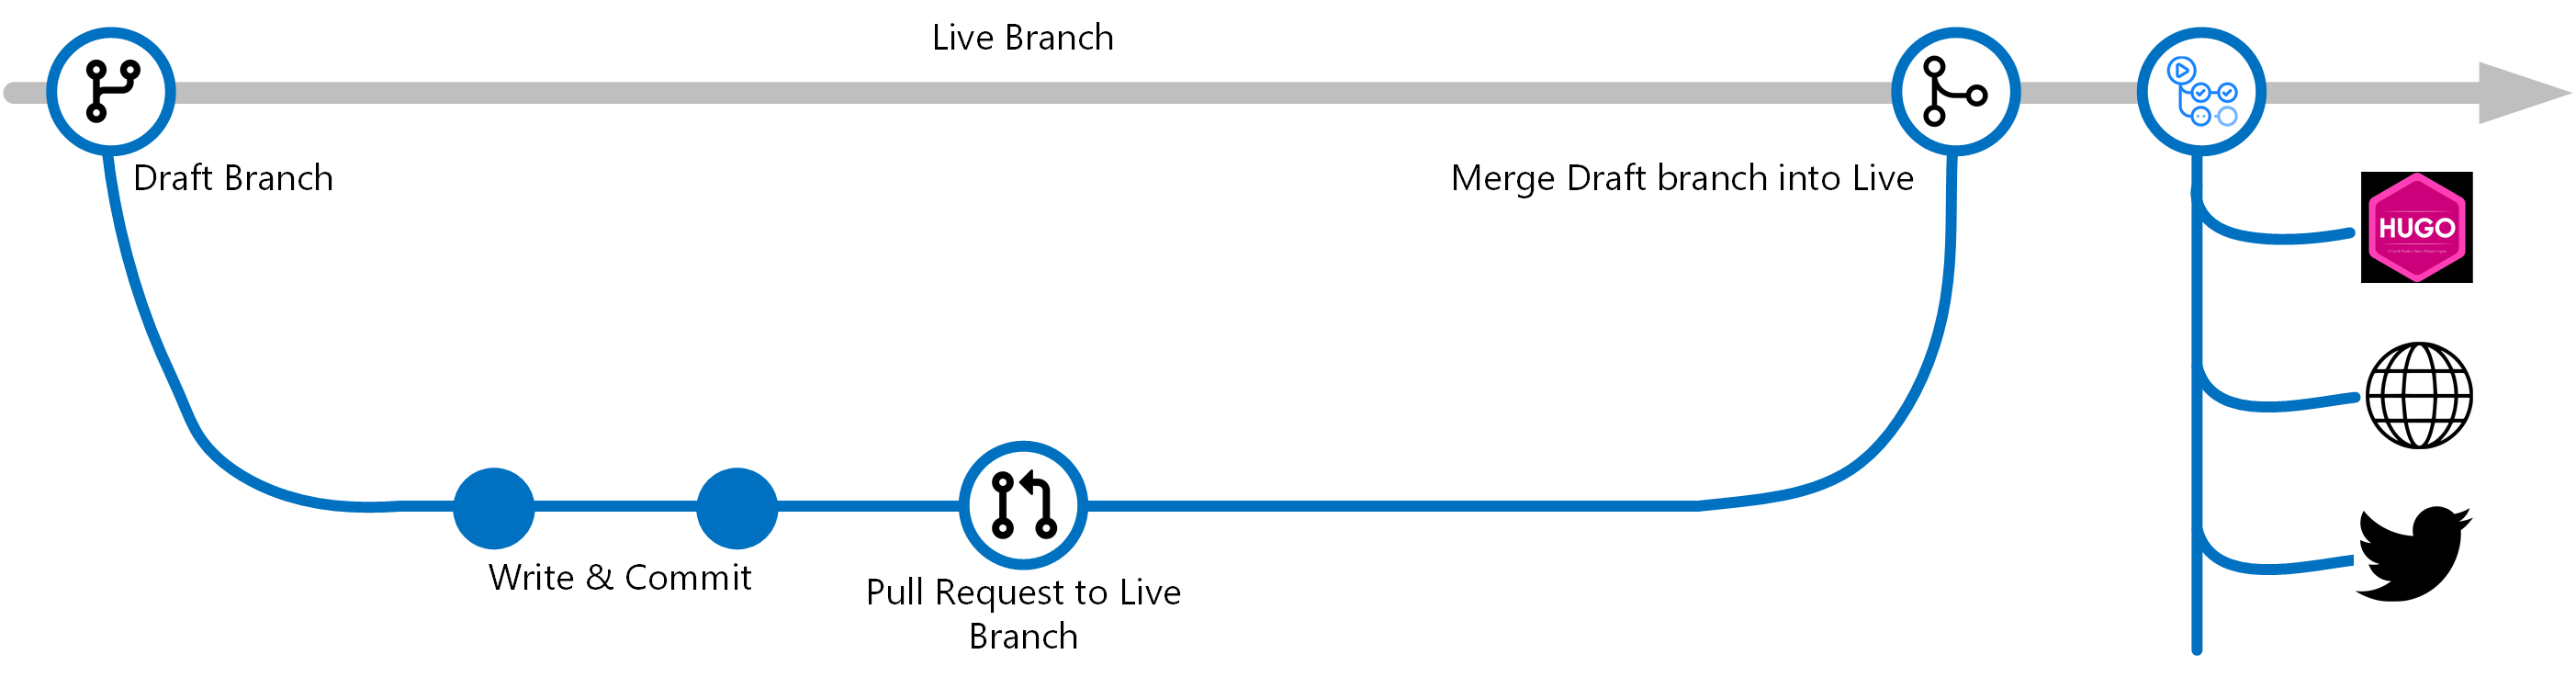 Live Branch
Draft Branch
Merge Draft branch into Live
HUGO
Write & Commit
Pull Request to Live
Branch